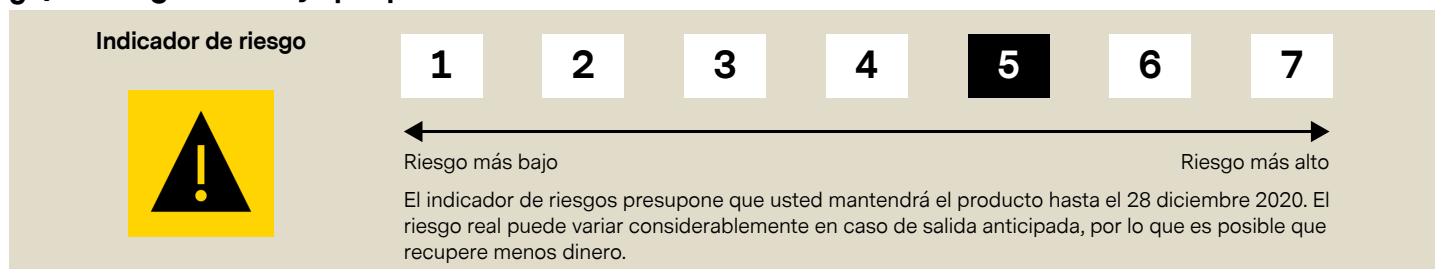 Indicador de riesgo
1 2 3 4 5 6 7
Riesgo más bajo Riesgo más alto
El indicador de riesgos presupone que usted mantendrá el producto hasta el 28 diciembre 2020. El
riesgo real puede variar considerablemente en caso de salida anticipada, por lo que es posible que
recupere menos dinero.